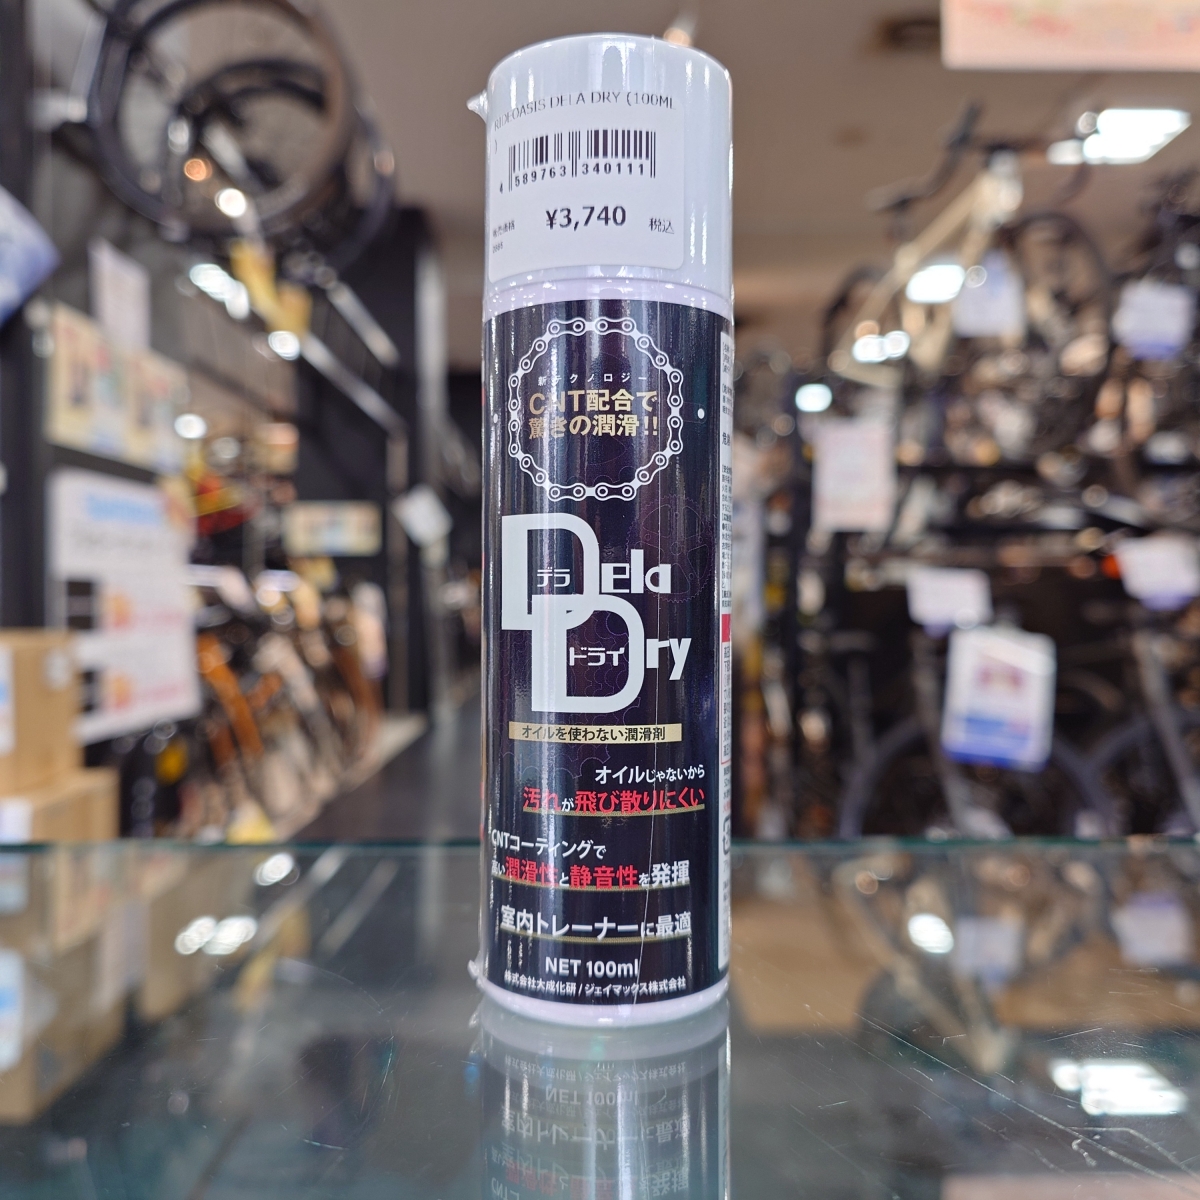 RIDEOASIS DELA DRY (100ML
)
4 589763 340111
販売価格 ¥3,740 税込
新テクノロジー
CNT配合で
驚きの潤滑!!
Dela
デラ
Dry
ドライ
オイルを使わない潤滑剤
オイルじゃないから
汚れが飛び散りにくい
CNTコーティングで
高い潤滑性と静音性を発揮
室内トレーナーに最適
NET 100ml
株式会社大成化研/ジェイマックス株式会社